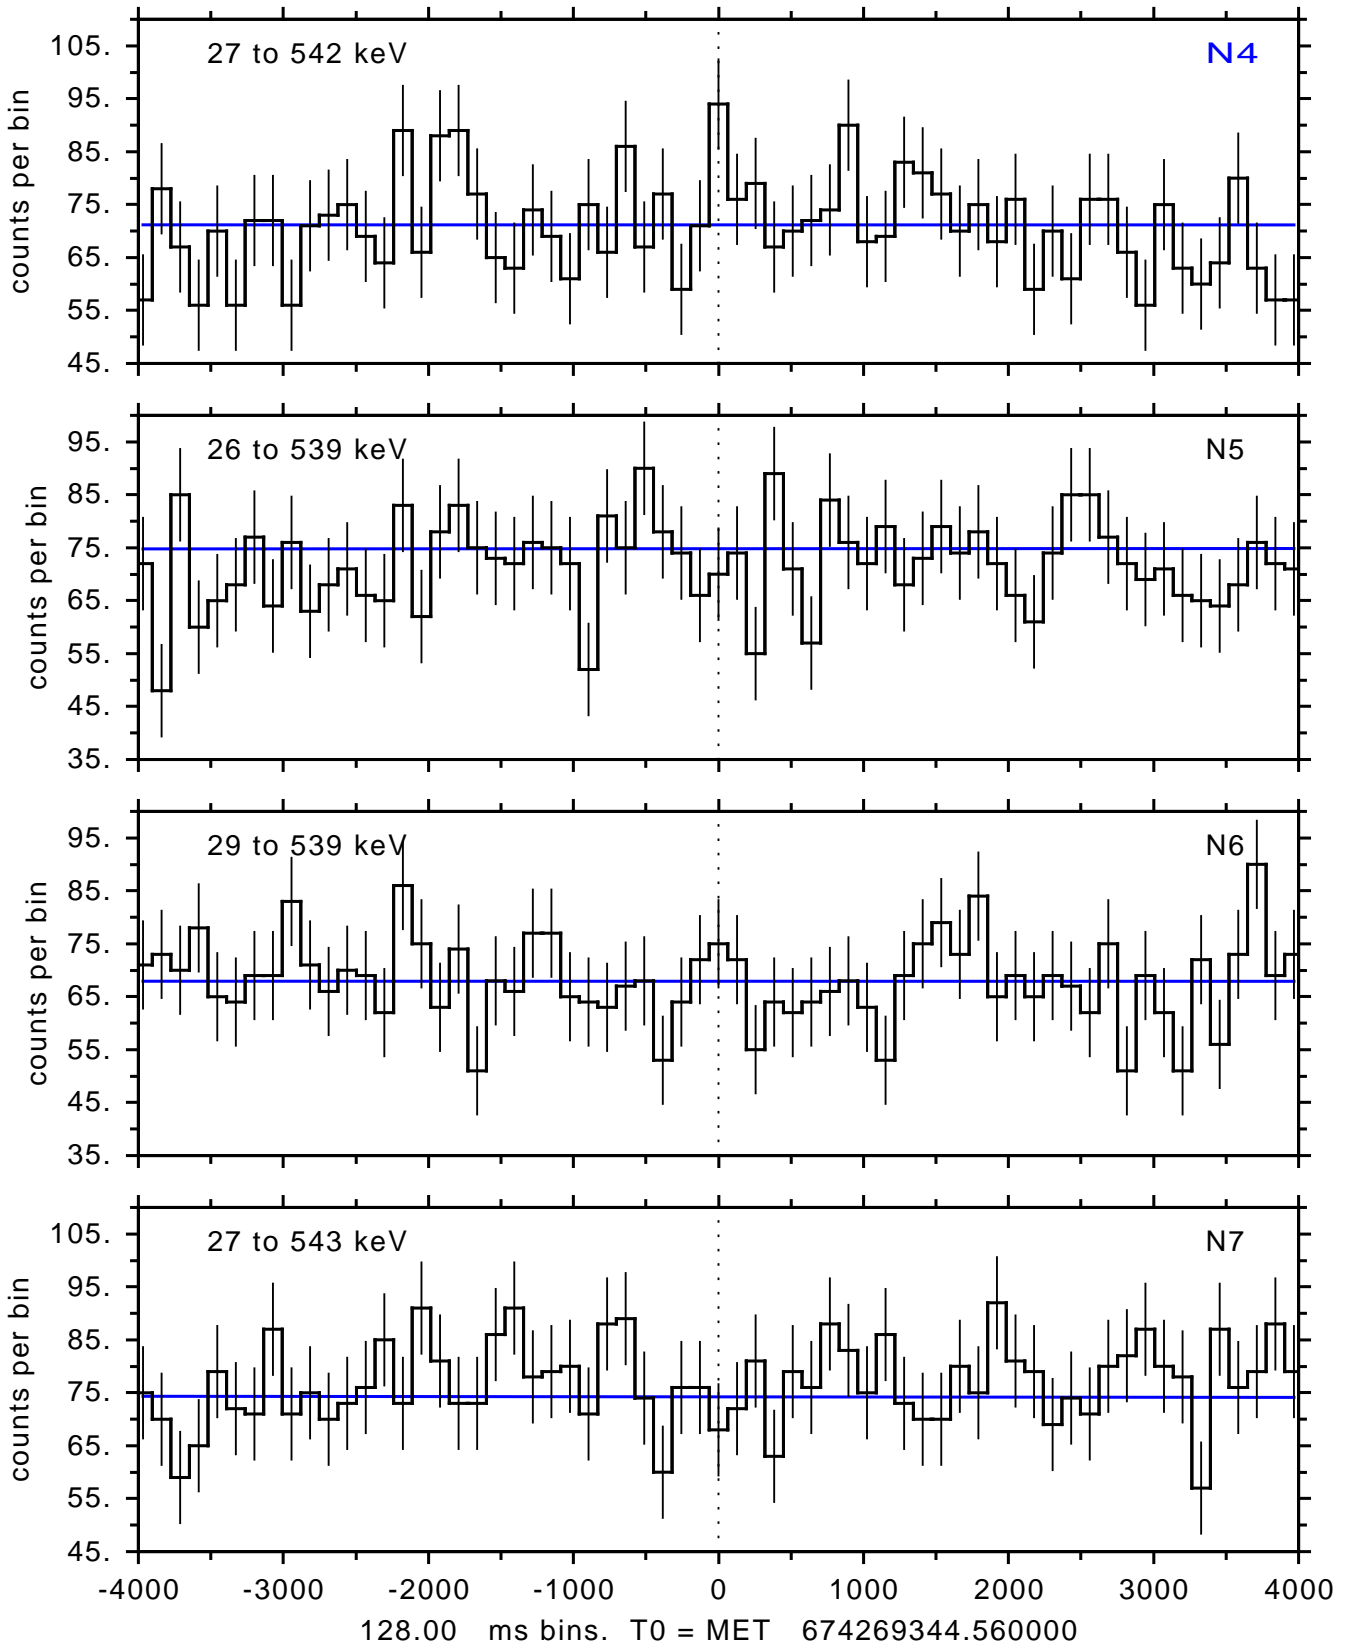 27 to 542 keV N4
105.
95.
85.
75.
65.
55.
45.
counts per bin
26 to 539 keV N5
95.
85.
75.
65.
55.
45.
35.
counts per bin
29 to 539 keV N6
95.
85.
75.
65.
55.
45.
35.
counts per bin
27 to 543 keV N7
105.
95.
85.
75.
65.
55.
45.
counts per bin
-4000 -3000 -2000 -1000 0 1000 2000 3000 4000
128.00 ms bins. T0 = MET 674269344.560000